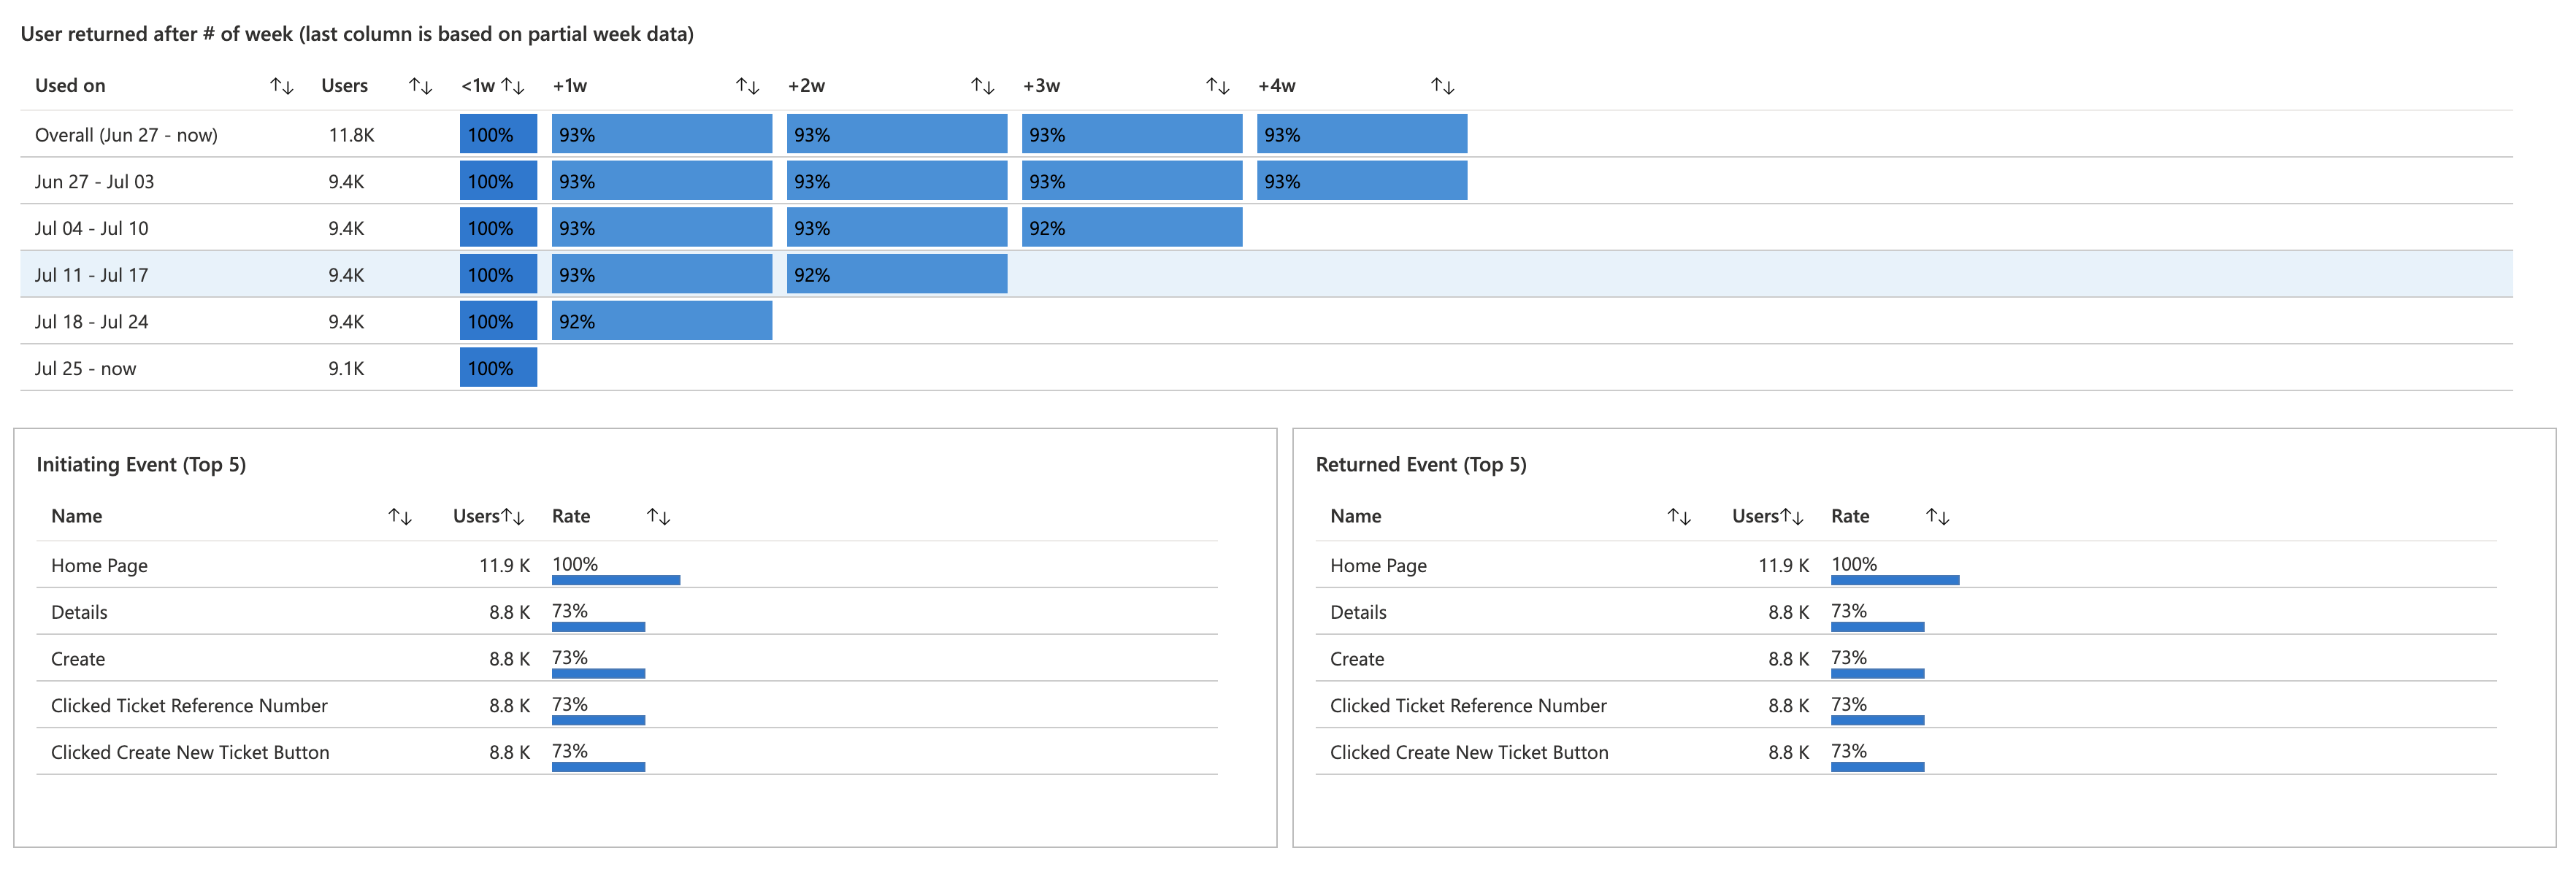 User returned after # of week (last column is based on partial week data)
Used on ↑↓ Users ↑↓ <1w ↑↓ +1w ↑↓ +2w ↑↓ +3w ↑↓ +4w ↑↓
Overall (Jun 27 - now) 11.8K 100% 93% 93% 93% 93%
Jun 27 - Jul 03 9.4K 100% 93% 93% 93% 93%
Jul 04 - Jul 10 9.4K 100% 93% 93% 92%
Jul 11 - Jul 17 9.4K 100% 93% 92%
Jul 18 - Jul 24 9.4K 100% 92%
Jul 25 - now 9.1K 100%
Initiating Event (Top 5)
Name ↑↓ Users↑↓ Rate ↑↓
Home Page 11.9 K 100%
Details 8.8 K 73%
Create 8.8 K 73%
Clicked Ticket Reference Number 8.8 K 73%
Clicked Create New Ticket Button 8.8 K 73%
Returned Event (Top 5)
Name ↑↓ Users↑↓ Rate ↑↓
Home Page 11.9 K 100%
Details 8.8 K 73%
Create 8.8 K 73%
Clicked Ticket Reference Number 8.8 K 73%
Clicked Create New Ticket Button 8.8 K 73%